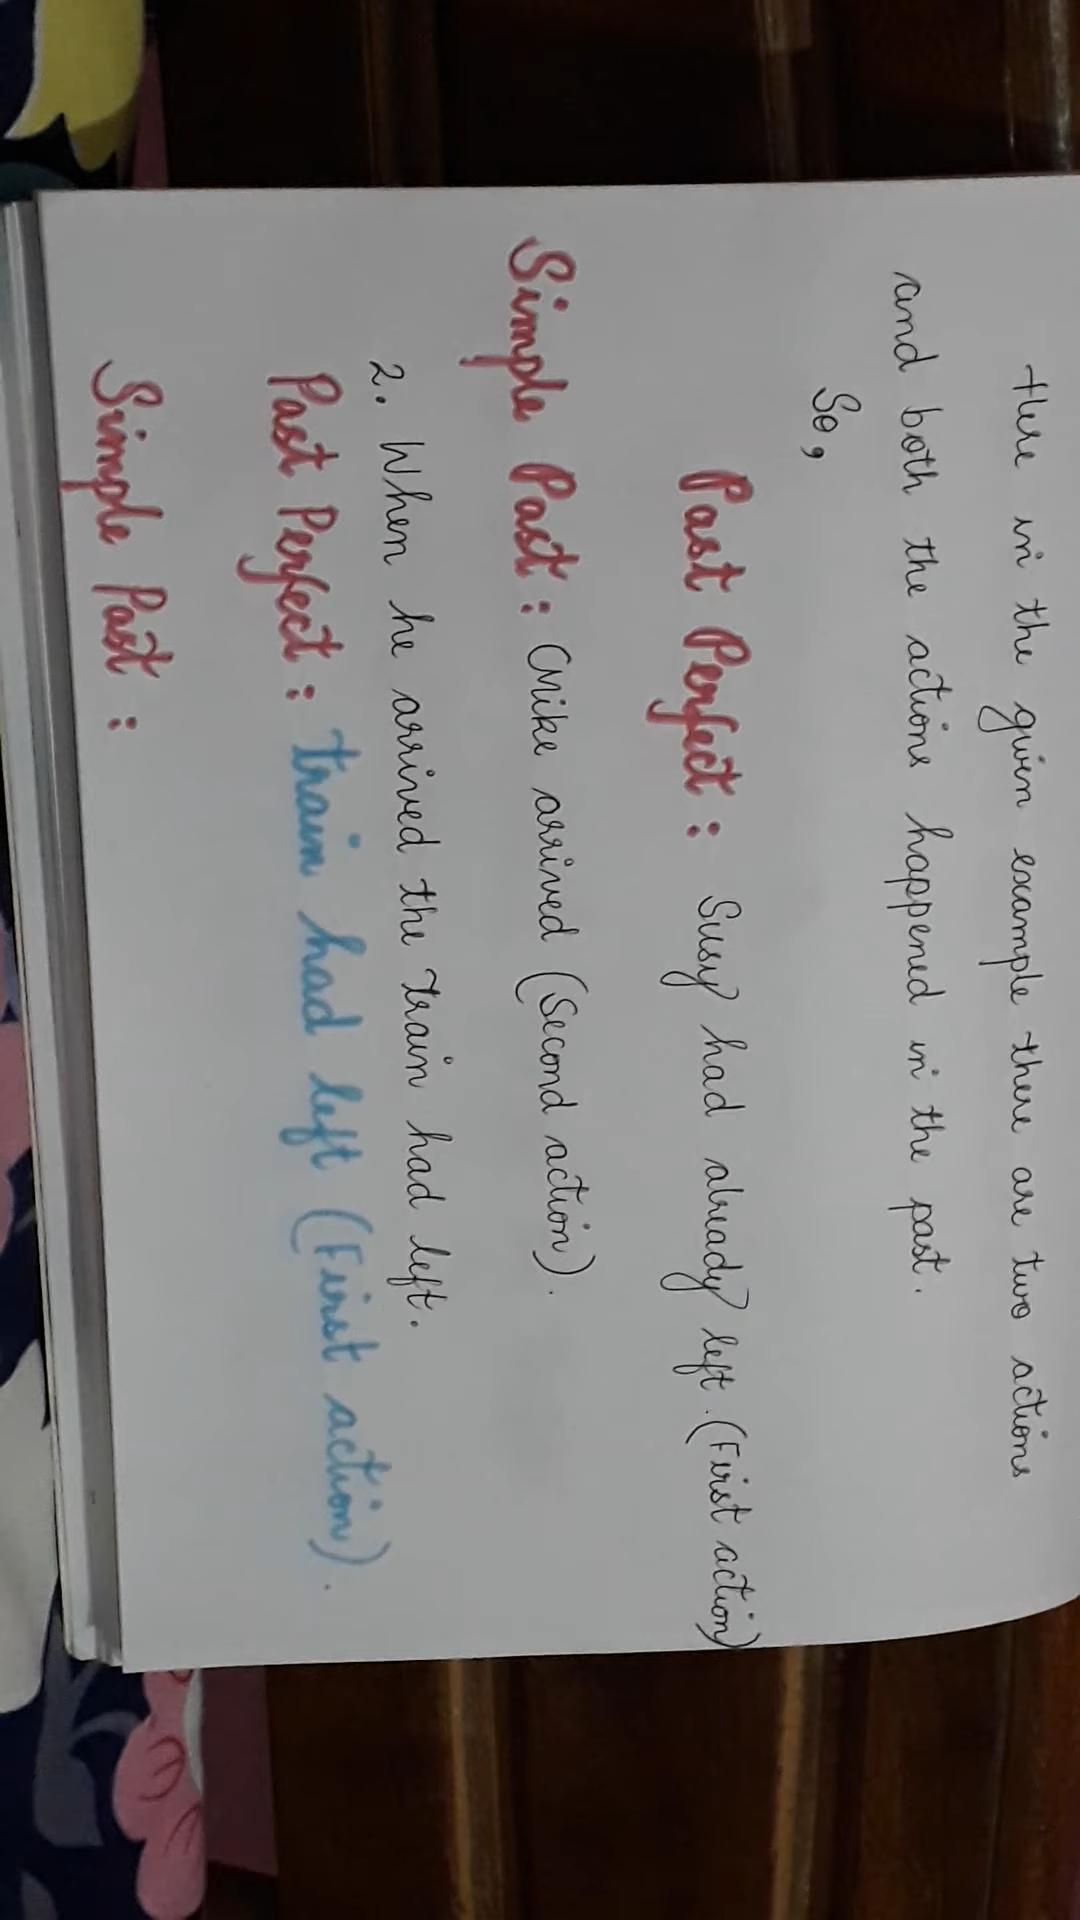 Here in the given example there are two actions
and both the actions happened in the past.
So,
Past Perfect : Susy had already left. (First action)
Simple Past : Mike arrived (Second action).
2. When he arrived the train had left.
Past Perfect : train had left (First action).
Simple Past :